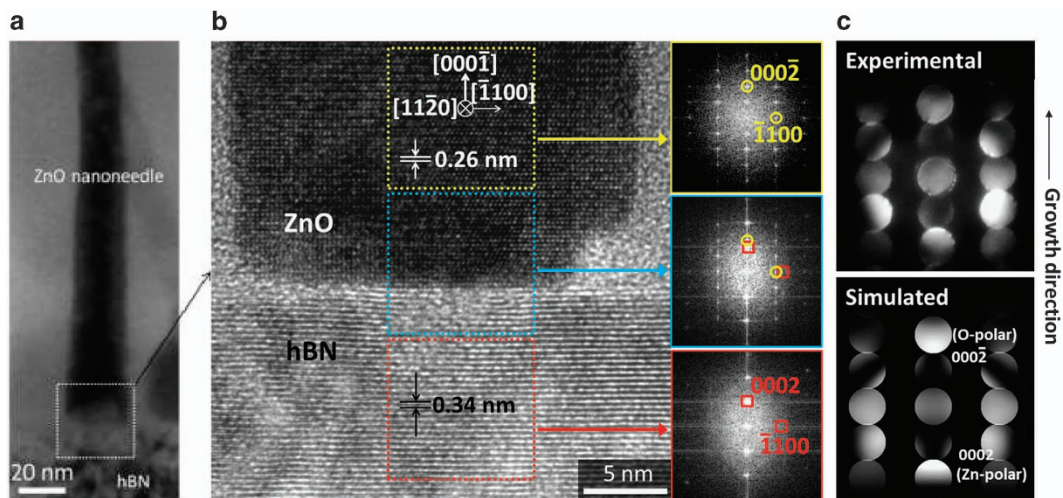 a
ZnO nanoneedle
20 nm
hBN
b
[0001̄]
[1̄100]
[112̄0]
0.26 nm
ZnO
hBN
0.34 nm
5 nm
0002̄
1̄100
0002
1̄100
c
Experimental
Growth direction
Simulated
(O-polar)
0002̄
0002
(Zn-polar)